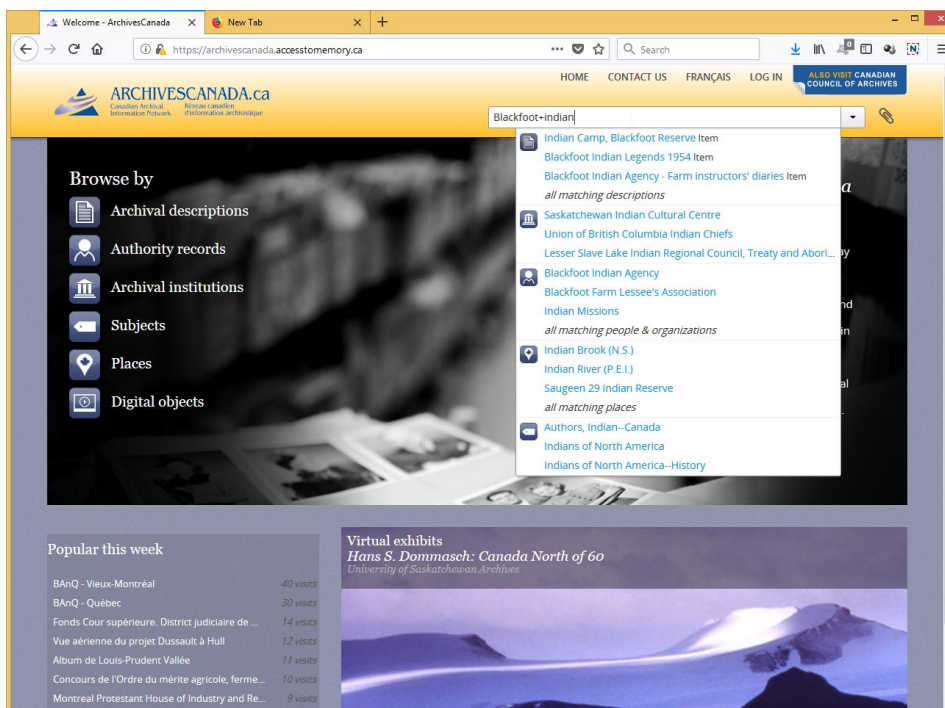 Welcome - ArchivesCanada
New Tab
https://archivescanada.accesstomemory.ca
Search
HOME CONTACT US FRANÇAIS LOG IN
ALSO VISIT CANADIAN
COUNCIL OF ARCHIVES
ARCHIVESCANADA.ca
Canadian Archival Réseau canadien
Information Network d'information archivistique
Blackfoot+indian
Indian Camp, Blackfoot Reserve Item
Blackfoot Indian Legends 1954 Item
Blackfoot Indian Agency - Farm instructors' diaries Item
all matching descriptions
Saskatchewan Indian Cultural Centre
Union of British Columbia Indian Chiefs
Lesser Slave Lake Indian Regional Council, Treaty and Abori...
Blackfoot Indian Agency
Blackfoot Farm Lessee's Association
Indian Missions
all matching people & organizations
Indian Brook (N.S.)
Indian River (P.E.I.)
Saugeen 29 Indian Reserve
all matching places
Authors, Indian--Canada
Indians of North America
Indians of North America--History
Browse by
Archival descriptions
Authority records
Archival institutions
Subjects
Places
Digital objects
Popular this week
BAnQ - Vieux-Montréal 40 visits
BAnQ - Québec 30 visits
Fonds Cour supérieure. District judiciaire de ... 14 visits
Vue aérienne du projet Dussault à Hull 12 visits
Album de Louis-Prudent Vallée 11 visits
Concours de l'Ordre du mérite agricole, ferme... 10 visits
Montreal Protestant House of Industry and Re... 9 visits
Virtual exhibits
Hans S. Dommasch: Canada North of 60
University of Saskatchewan Archives